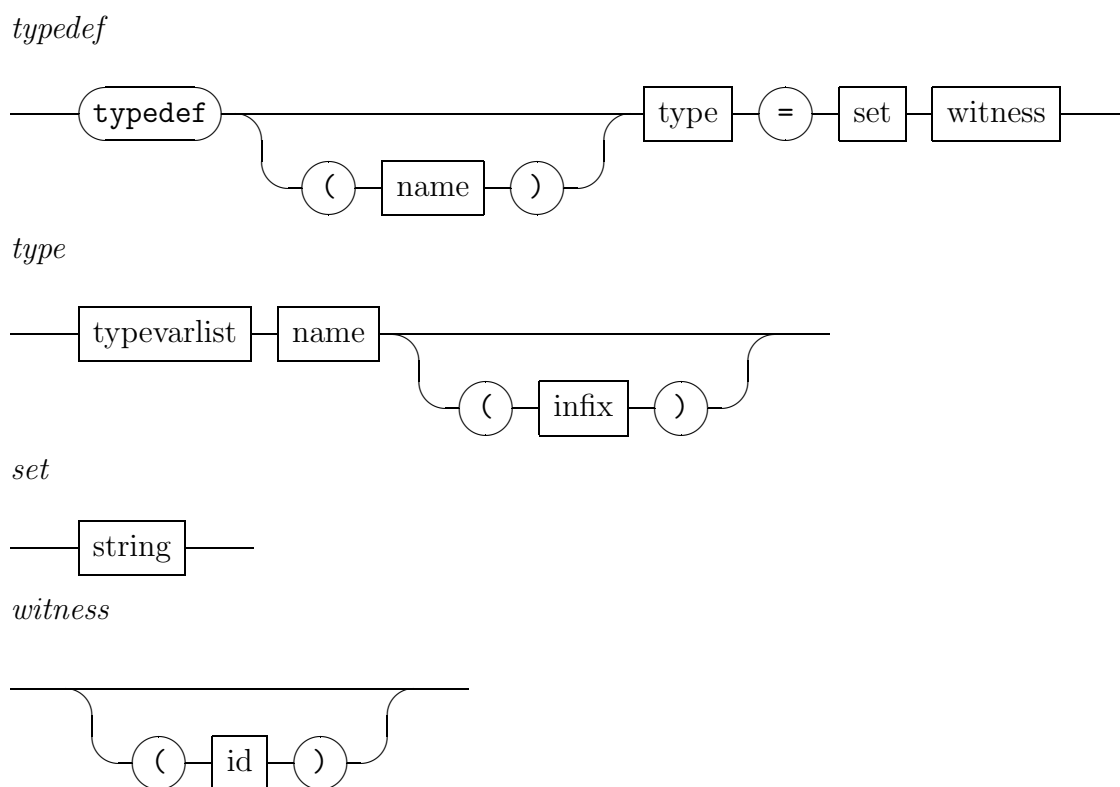 typedef
typedef type = set witness
( name )
type
typevarlist name
( infix )
set
string
witness
( id )